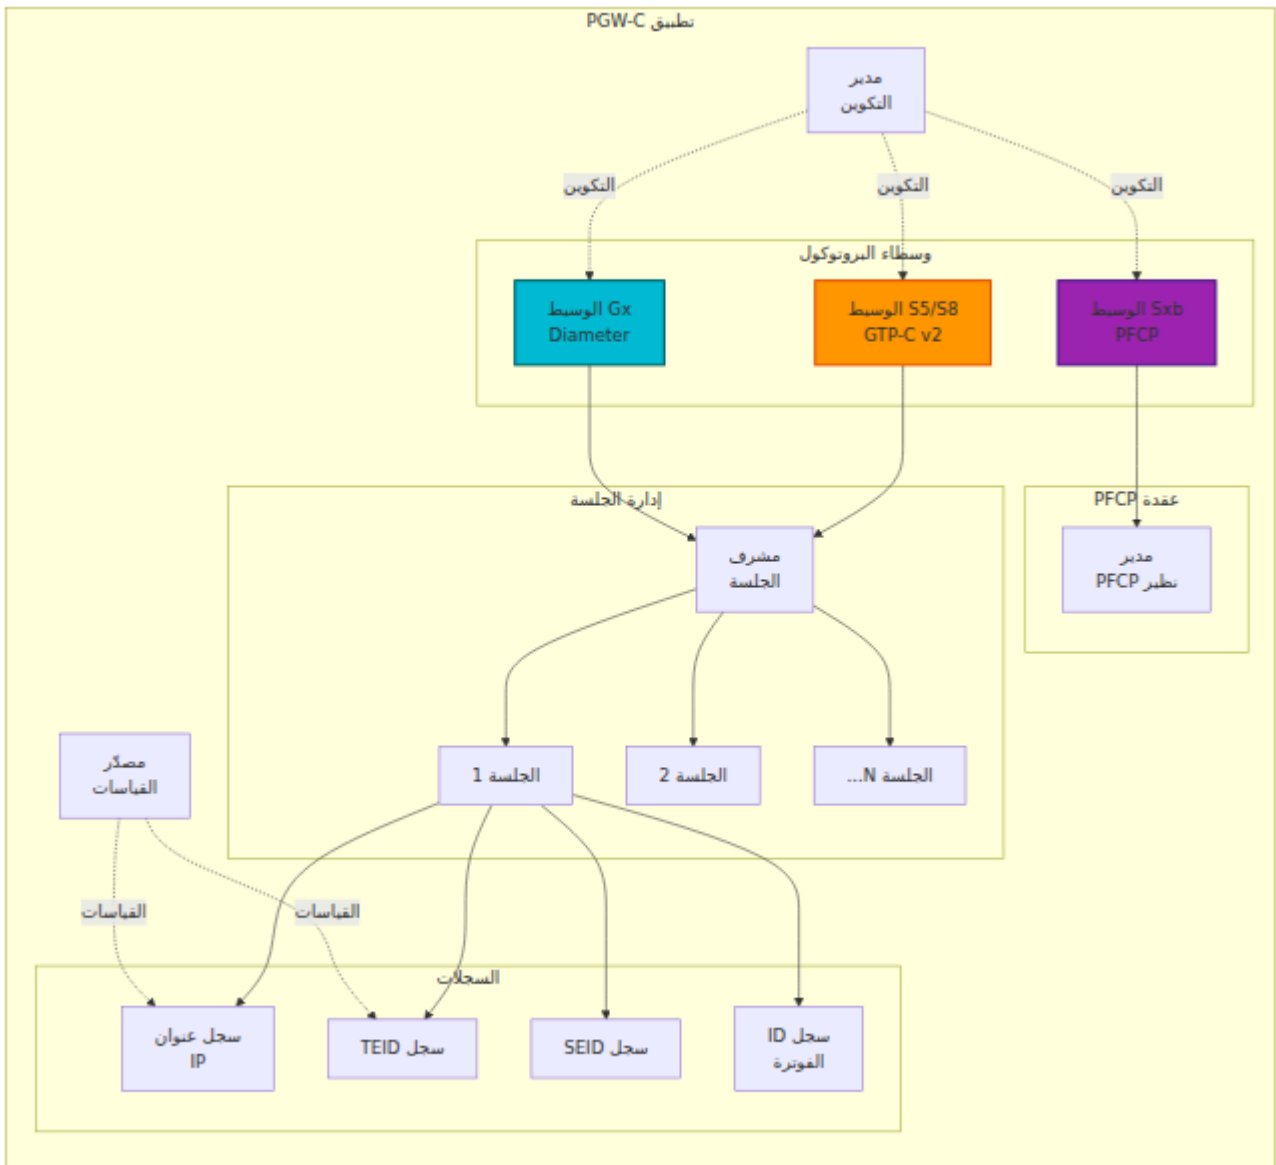 تطبيق PGW-C
مدير
التكوين
التكوين
التكوين
التكوين
وسطاء البروتوكول
Gx الوسيط
Diameter
S5/S8 الوسيط
GTP-C v2
Sxb الوسيط
PFCP
إدارة الجلسة
عقدة PFCP
مشرف
الجلسة
مدير
نظير PFCP
مصدّر
القياسات
الجلسة 1
الجلسة 2
الجلسة N...
القياسات
القياسات
السجلات
سجل عنوان
IP
سجل TEID
سجل SEID
سجل ID
الفوترة